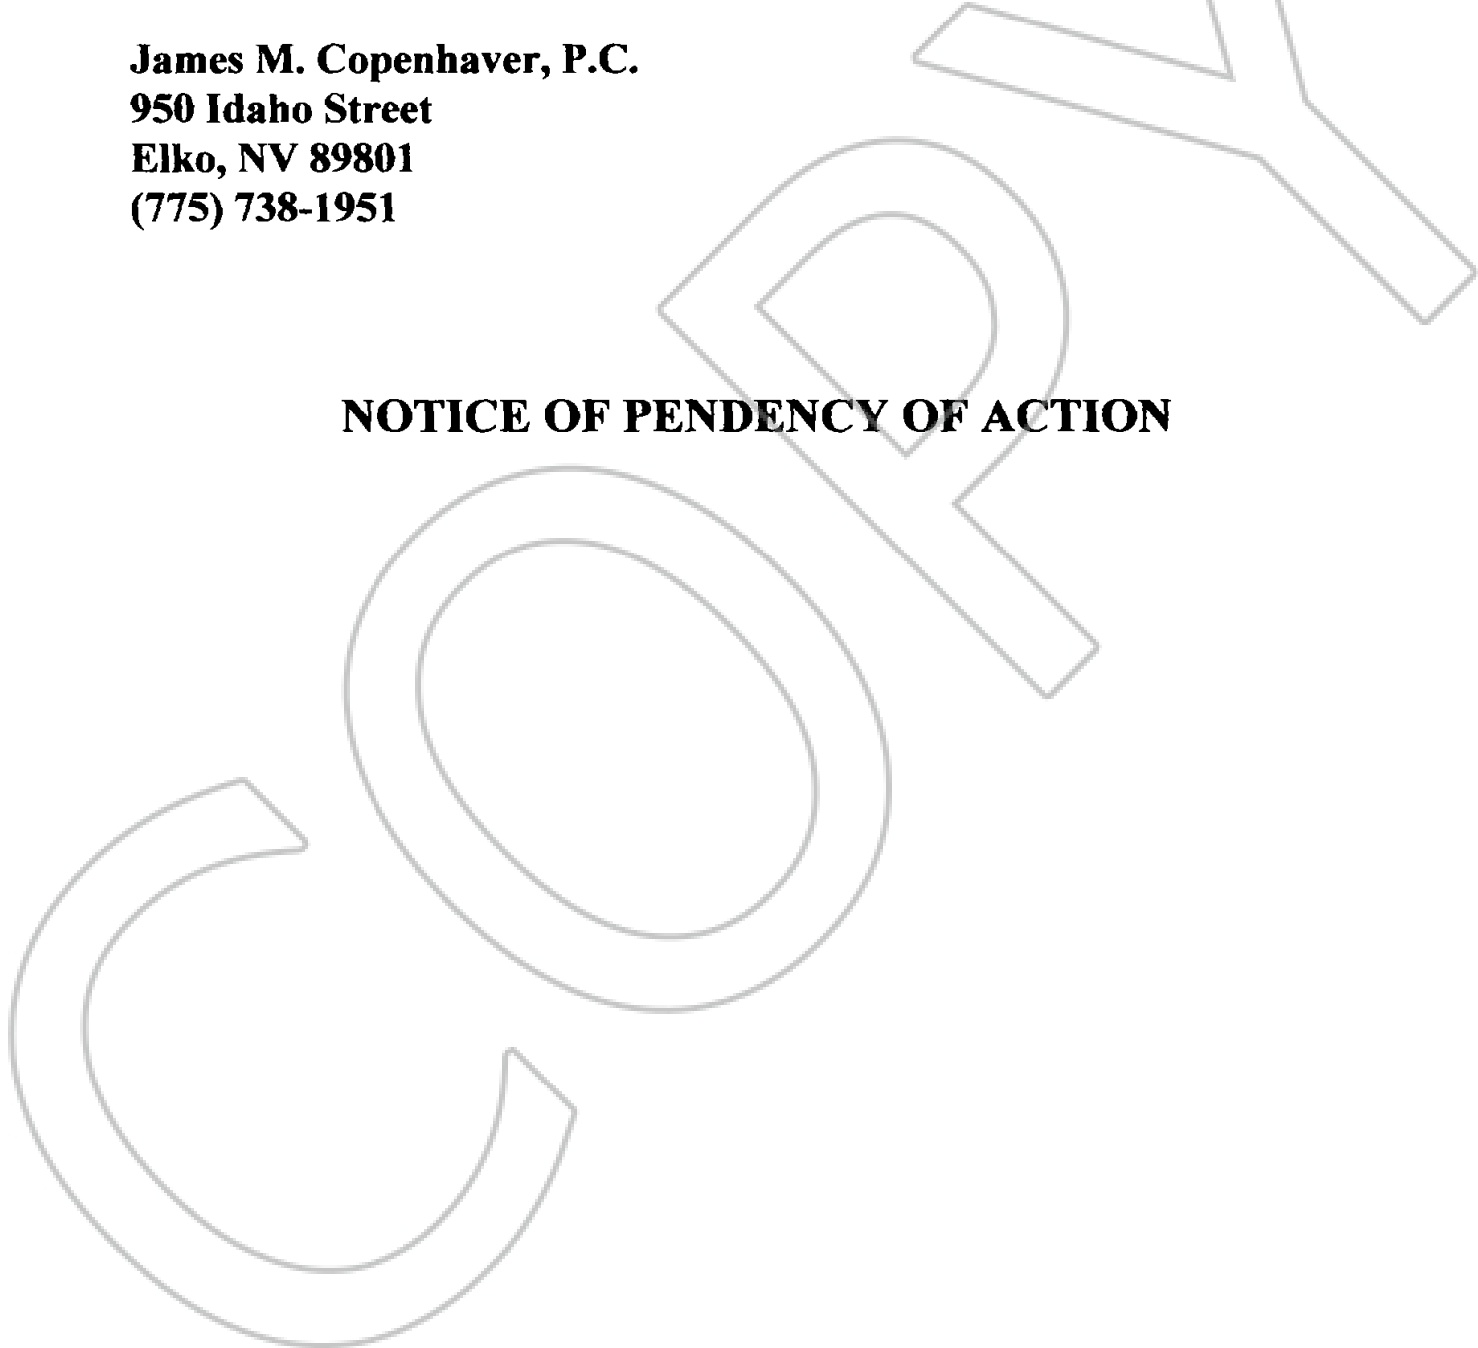 James M. Copenhaver, P.C.
950 Idaho Street
Elko, NV 89801
(775) 738-1951
NOTICE OF PENDENCY OF ACTION
COPY